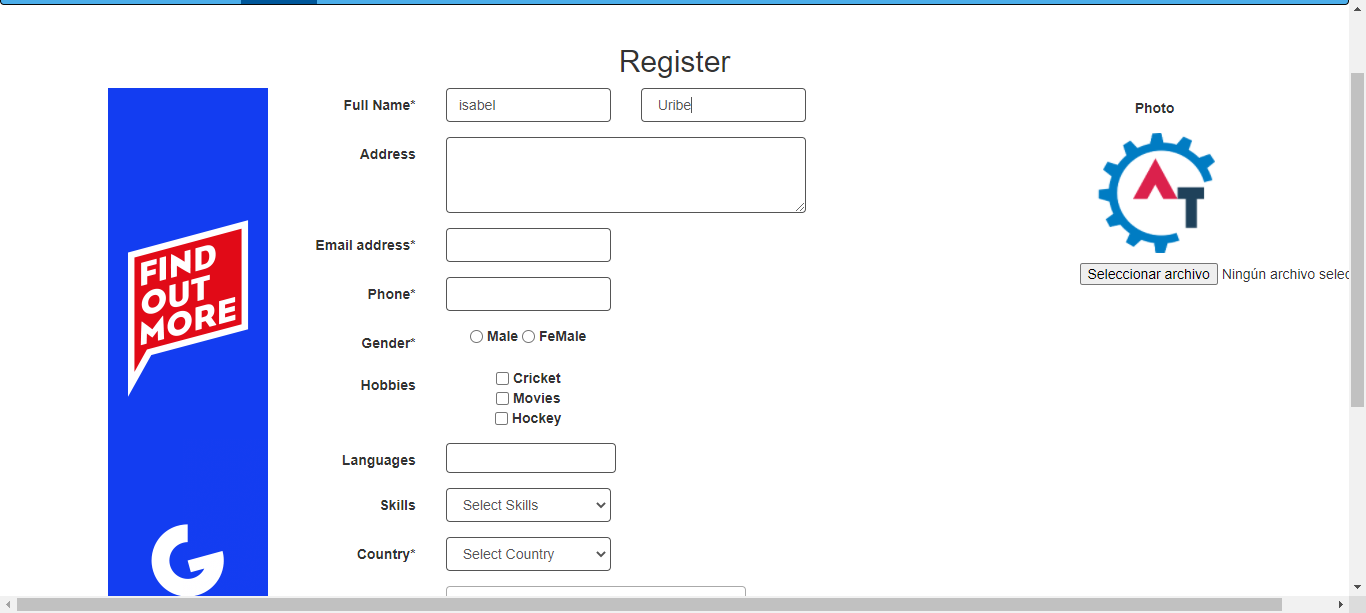 Register
Full Name* isabel Uribe
Photo
Address
AT
Email address*
Seleccionar archivo Ningún archivo selec
Phone*
FIND
OUT
MORE
Gender* Male FeMale
Hobbies Cricket
Movies
Hockey
Languages
Skills Select Skills
Country* Select Country
G